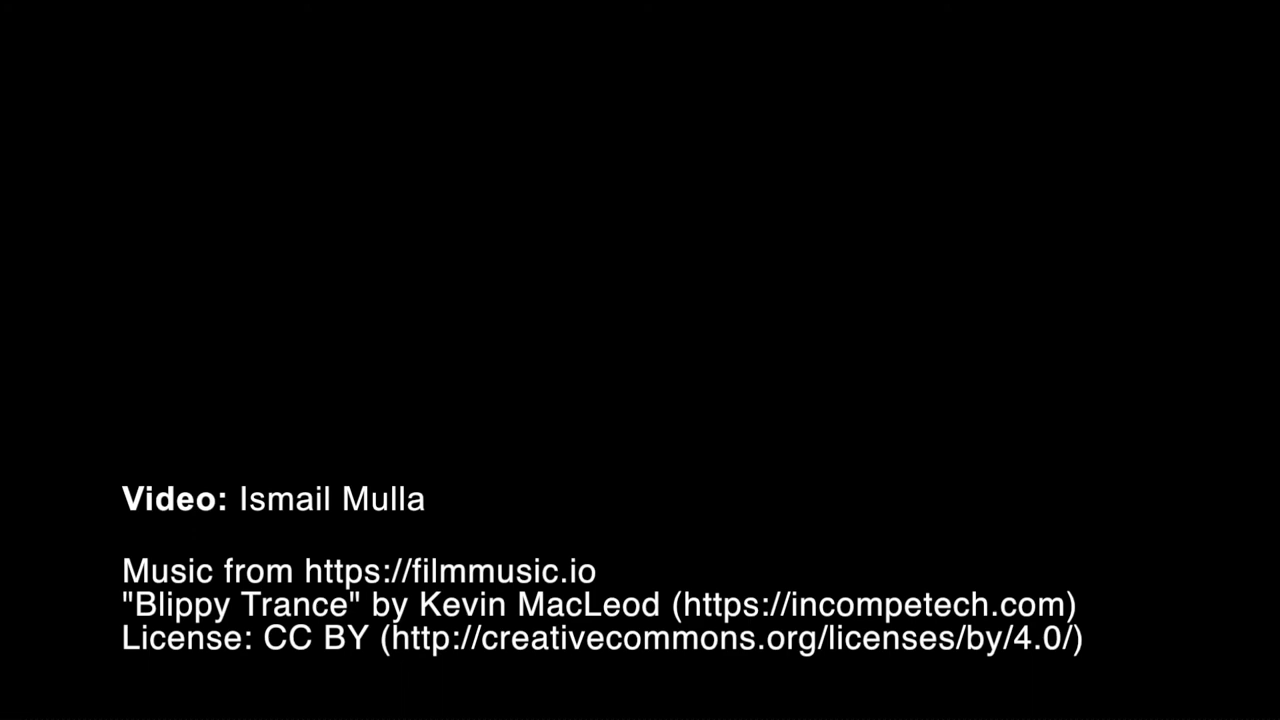 Video: Ismail Mulla
Music from https://filmmusic.io
"Blippy Trance" by Kevin MacLeod (https://incompetech.com)
License: CC BY (http://creativecommons.org/licenses/by/4.0/)